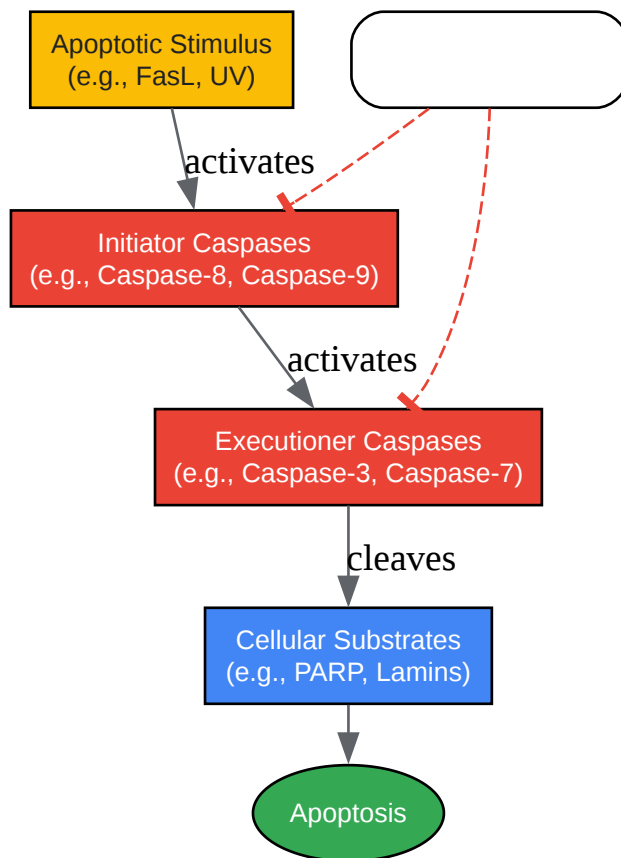 Apoptotic Stimulus
(e.g., FasL, UV)
activates
Initiator Caspases
(e.g., Caspase-8, Caspase-9)
activates
Executioner Caspases
(e.g., Caspase-3, Caspase-7)
cleaves
Cellular Substrates
(e.g., PARP, Lamins)
Apoptosis